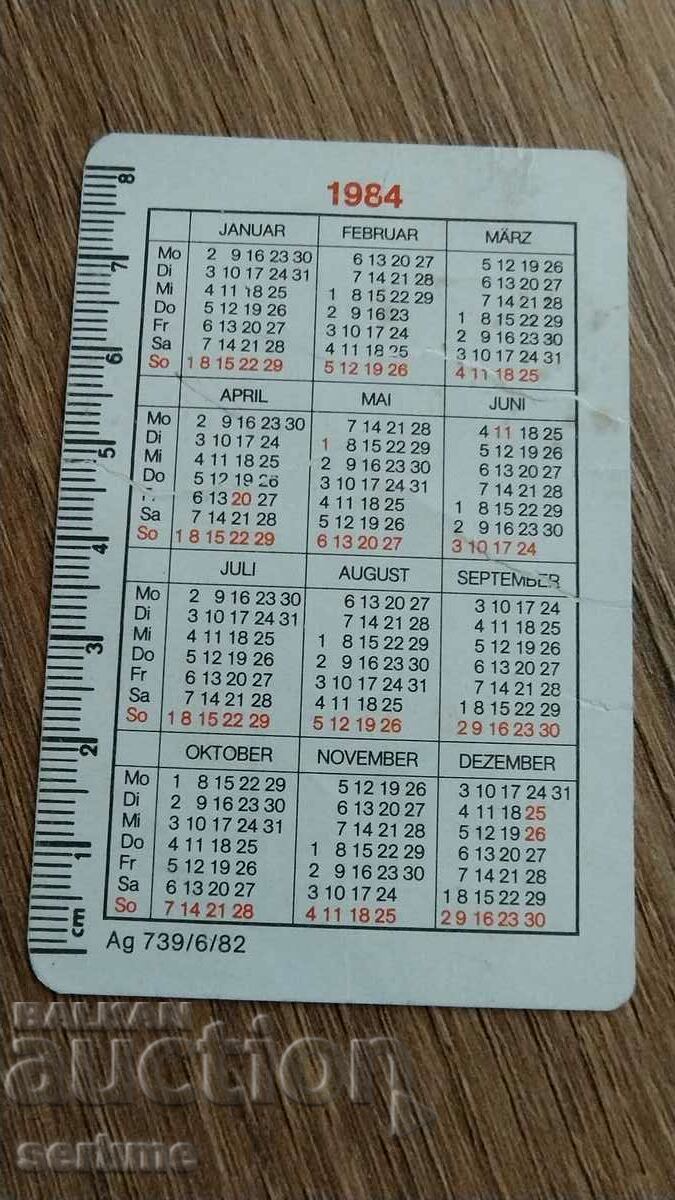 1984
JANUAR FEBRUAR MÄRZ
Mo 2 9 16 23 30 6 13 20 27 5 12 19 26
Di 3 10 17 24 31 7 14 21 28 6 13 20 27
Mi 4 11 18 25 1 8 15 22 29 7 14 21 28
Do 5 12 19 26 2 9 16 23 1 8 15 22 29
Fr 6 13 20 27 3 10 17 24 2 9 16 23 30
Sa 7 14 21 28 4 11 18 25 3 10 17 24 31
So 1 8 15 22 29 5 12 19 26 4 11 18 25
APRIL MAI JUNI
Mo 2 9 16 23 30 7 14 21 28 4 11 18 25
Di 3 10 17 24 1 8 15 22 29 5 12 19 26
Mi 4 11 18 25 2 9 16 23 30 6 13 20 27
Do 5 12 19 26 3 10 17 24 31 7 14 21 28
6 13 20 27 4 11 18 25 1 8 15 22 29
Sa 7 14 21 28 5 12 19 26 2 9 16 23 30
So 1 8 15 22 29 6 13 20 27 3 10 17 24
JULI AUGUST SEPTEMBER
Mo 2 9 16 23 30 6 13 20 27 3 10 17 24
Di 3 10 17 24 31 7 14 21 28 4 11 18 25
Mi 4 11 18 25 1 8 15 22 29 5 12 19 26
Do 5 12 19 26 2 9 16 23 30 6 13 20 27
Fr 6 13 20 27 3 10 17 24 31 7 14 21 28
Sa 7 14 21 28 4 11 18 25 1 8 15 22 29
So 1 8 15 22 29 5 12 19 26 2 9 16 23 30
OKTOBER NOVEMBER DEZEMBER
Mo 1 8 15 22 29 5 12 19 26 3 10 17 24 31
Di 2 9 16 23 30 6 13 20 27 4 11 18 25
Mi 3 10 17 24 31 7 14 21 28 5 12 19 26
Do 4 11 18 25 1 8 15 22 29 6 13 20 27
Fr 5 12 19 26 2 9 16 23 30 7 14 21 28
Sa 6 13 20 27 3 10 17 24 1 8 15 22 29
So 7 14 21 28 4 11 18 25 2 9 16 23 30
Ag 739/6/82
8
7
6
5
4
3
2
1
cm
BALKAN
auction
sertme